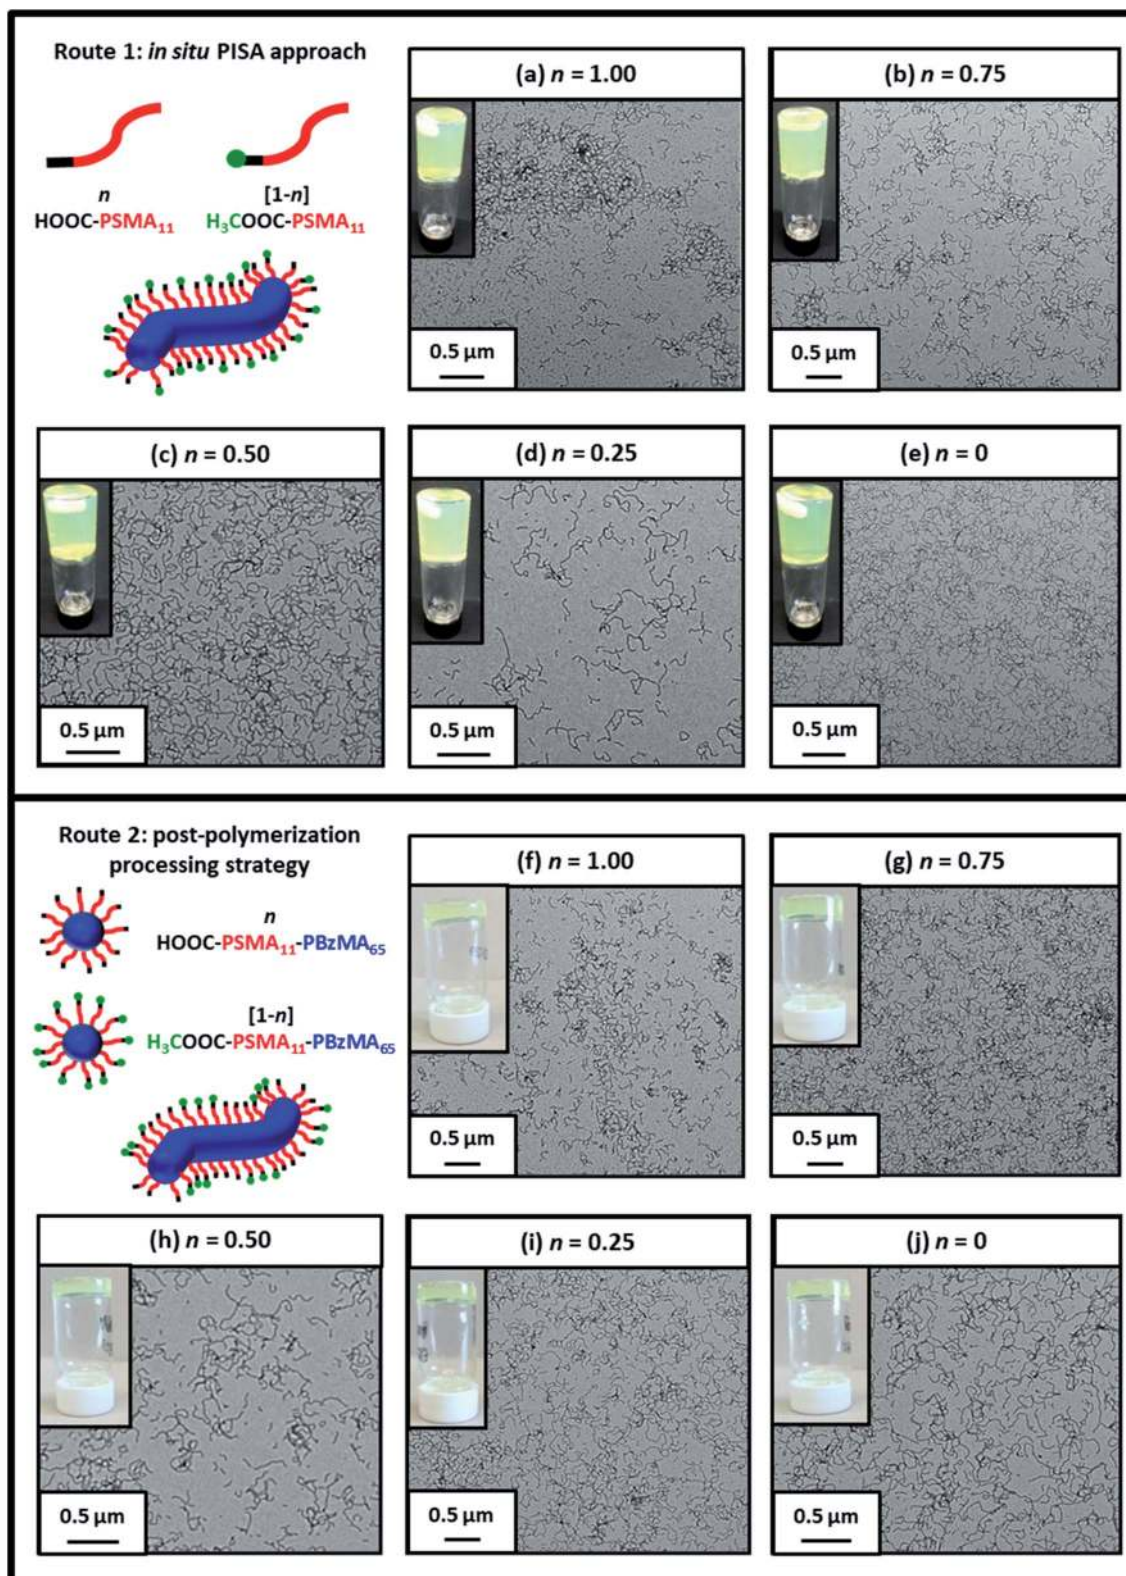 Route 1: in situ PISA approach
n
HOOC-PSMA₁₁
[1-n]
H₃COOC-PSMA₁₁
(a) n = 1.00
0.5 µm
(b) n = 0.75
0.5 µm
(c) n = 0.50
0.5 µm
(d) n = 0.25
0.5 µm
(e) n = 0
0.5 µm
Route 2: post-polymerization
processing strategy
n
HOOC-PSMA₁₁-PBzMA₆₅
[1-n]
H₃COOC-PSMA₁₁-PBzMA₆₅
(f) n = 1.00
0.5 µm
(g) n = 0.75
0.5 µm
(h) n = 0.50
0.5 µm
(i) n = 0.25
0.5 µm
(j) n = 0
0.5 µm